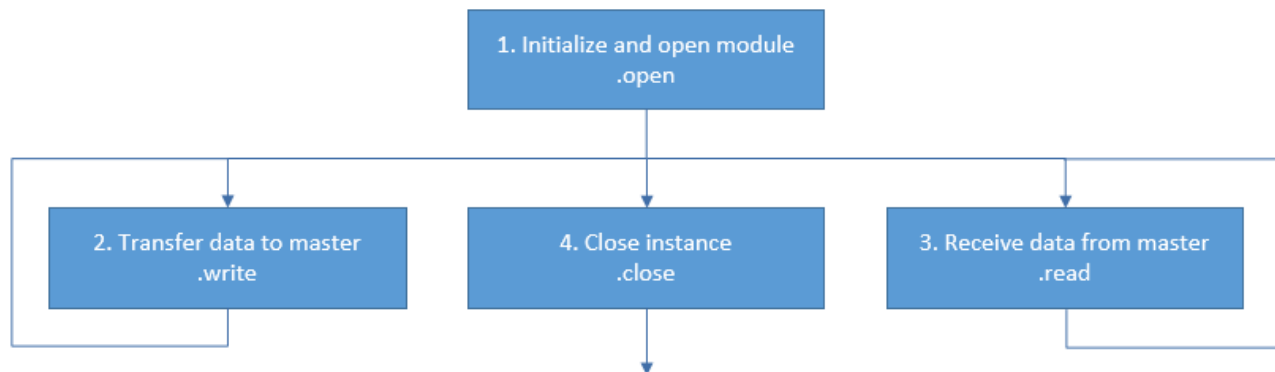 1. Initialize and open module
.open
2. Transfer data to master
.write
4. Close instance
.close
3. Receive data from master
.read